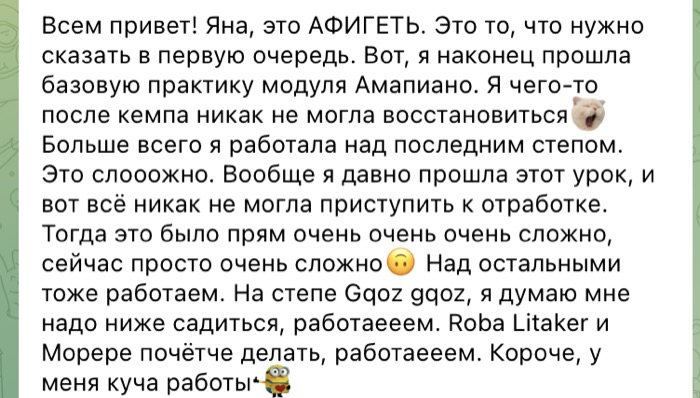 Всем привет! Яна, это АФИГЕТЬ. Это то, что нужно
сказать в первую очередь. Вот, я наконец прошла
базовую практику модуля Амапиано. Я чего-то
после кемпа никак не могла восстановиться
Больше всего я работала над последним степом.
Это слооожно. Вообще я давно прошла этот урок, и
вот всё никак не могла приступить к отработке.
Тогда это было прям очень очень очень сложно,
сейчас просто очень сложно🙃 Над остальными
тоже работаем. На степе Gqoz gqoz, я думаю мне
надо ниже садиться, работаееем. Roba Litaker и
Морере почётче делать, работаееем. Короче, у
меня куча работы